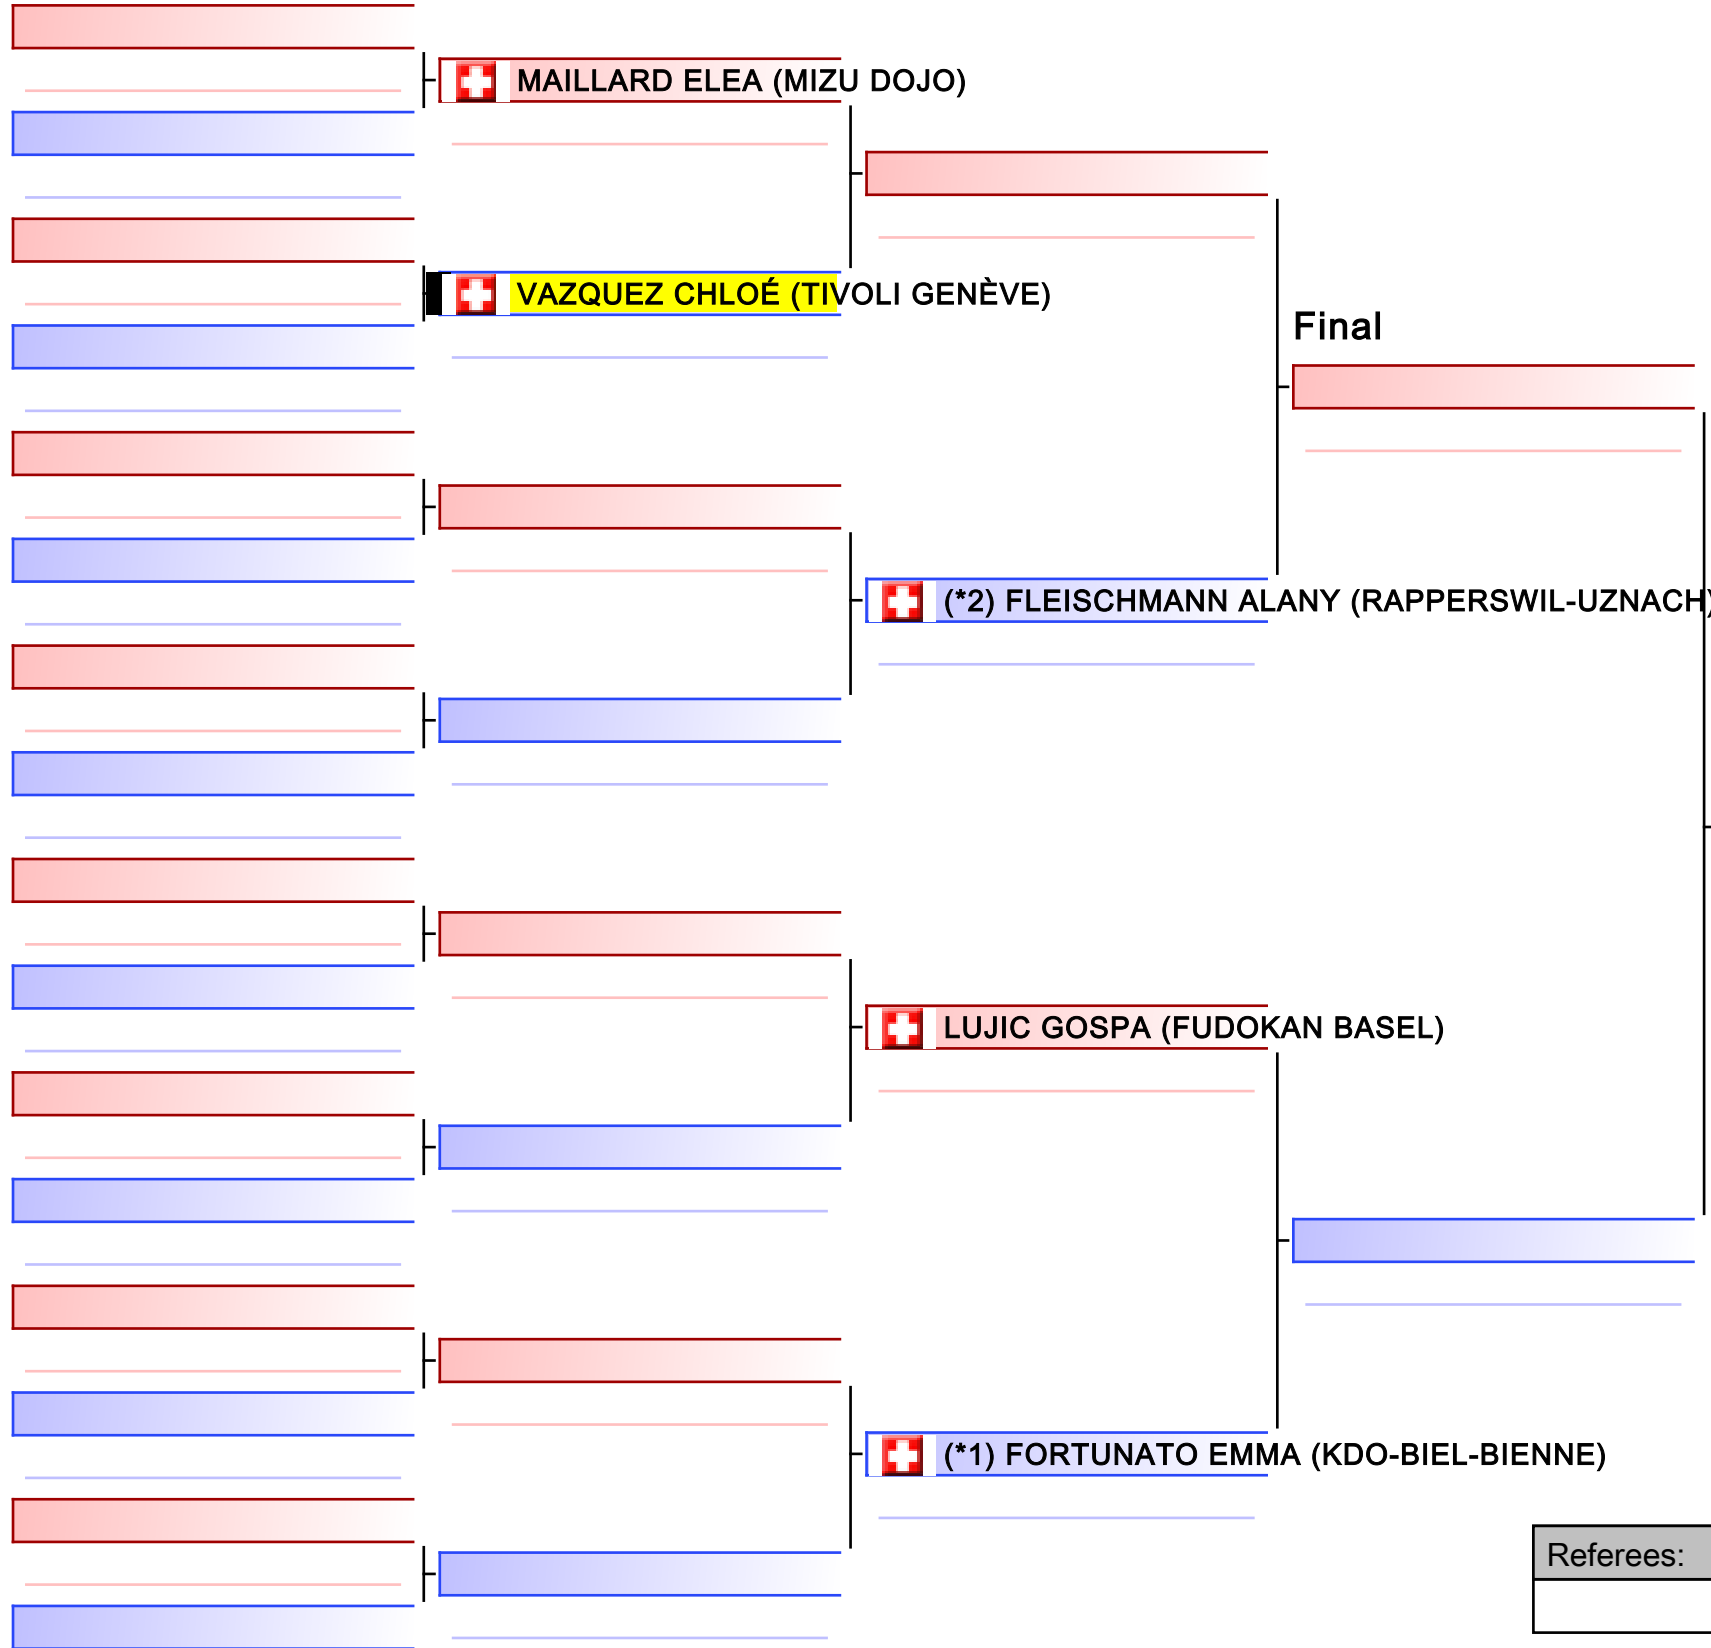 MAILLARD ELEA (MIZU DOJO)
VAZQUEZ CHLOÉ (TIVOLI GENÈVE)
Final
(*2) FLEISCHMANN ALANY (RAPPERSWIL-UZNACH)
LUJIC GOSPA (FUDOKAN BASEL)
(*1) FORTUNATO EMMA (KDO-BIEL-BIENNE)
Referees: